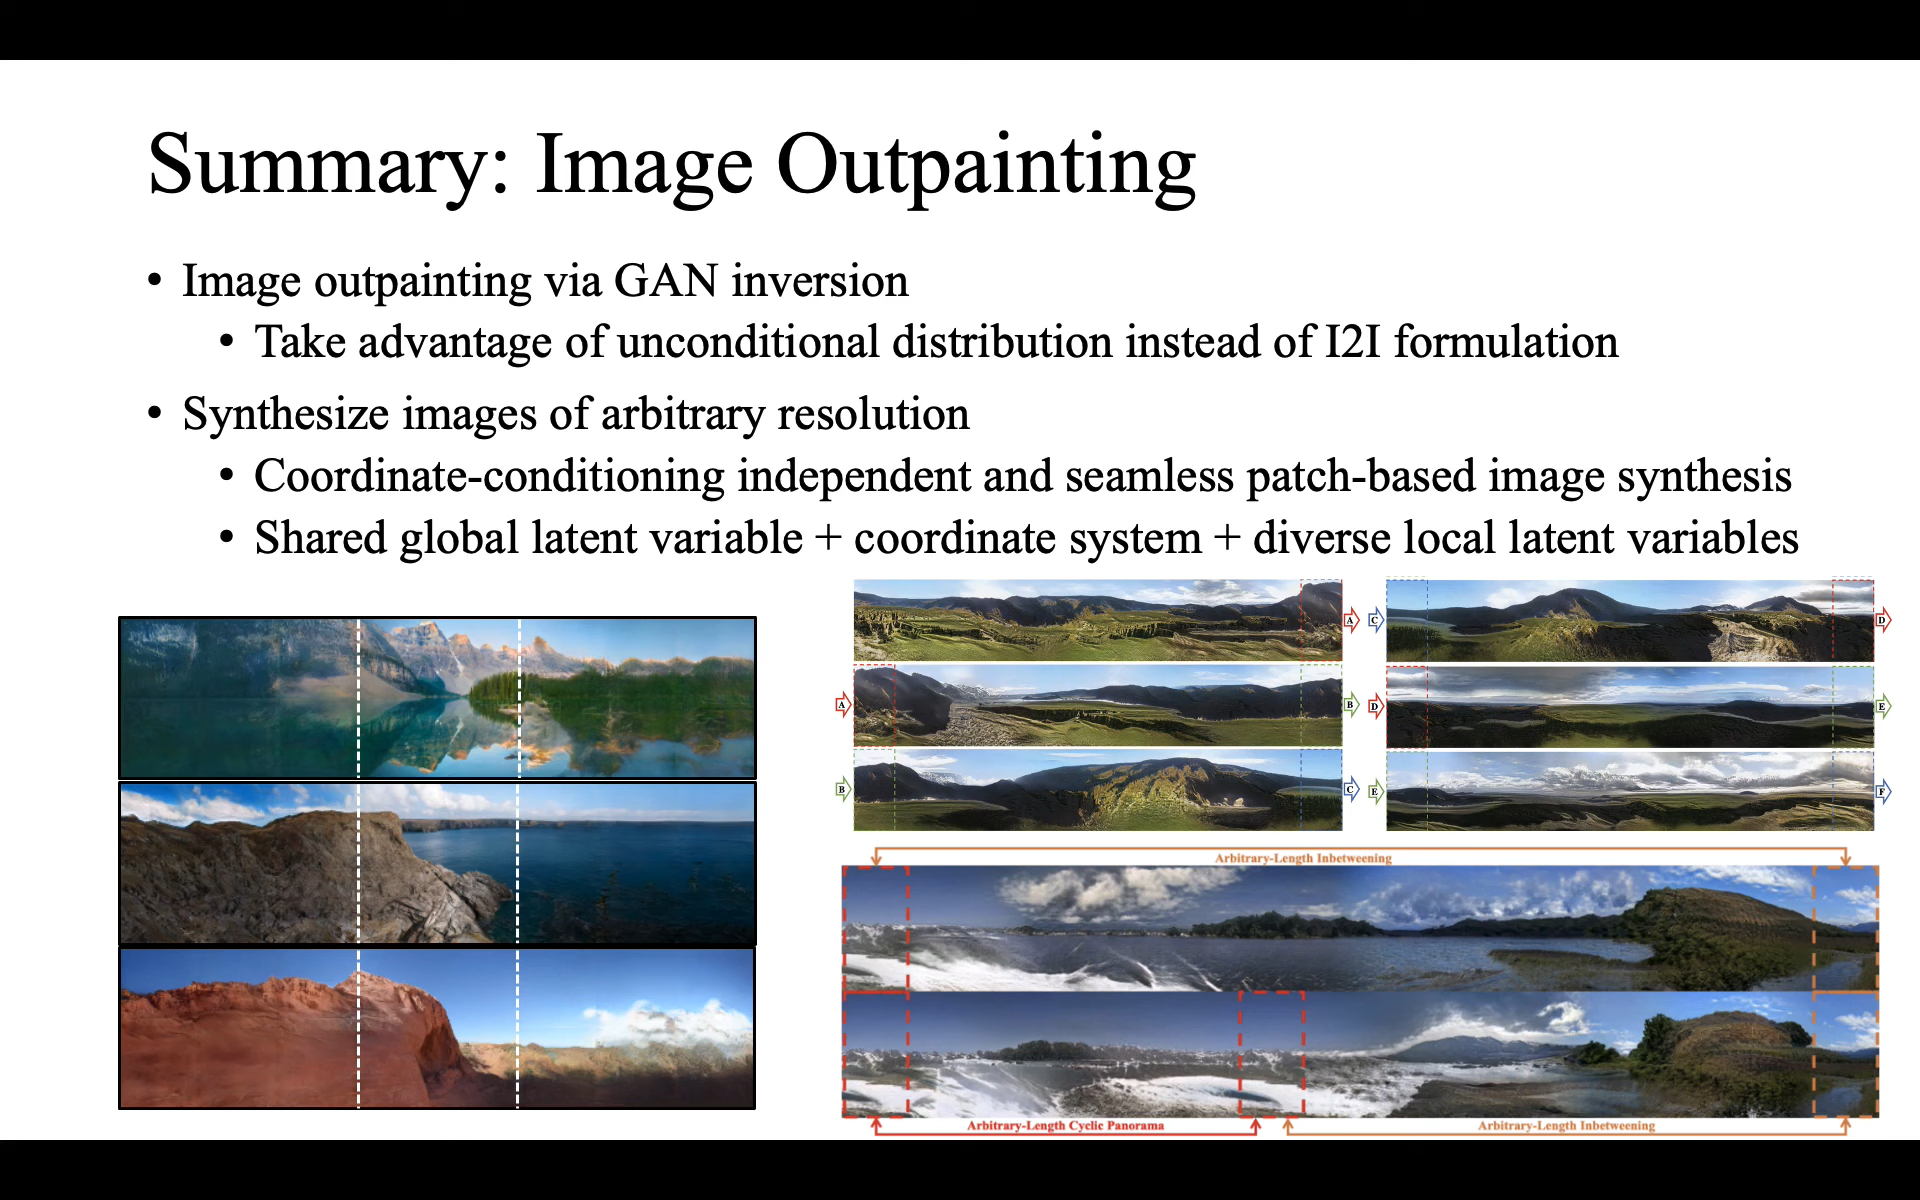 Summary: Image Outpainting
• Image outpainting via GAN inversion
• Take advantage of unconditional distribution instead of I2I formulation
• Synthesize images of arbitrary resolution
• Coordinate-conditioning independent and seamless patch-based image synthesis
• Shared global latent variable + coordinate system + diverse local latent variables
A
A B
B C
C D
D E
E F
Arbitrary-Length Inbetweening
Arbitrary-Length Cyclic Panorama
Arbitrary-Length Inbetweening